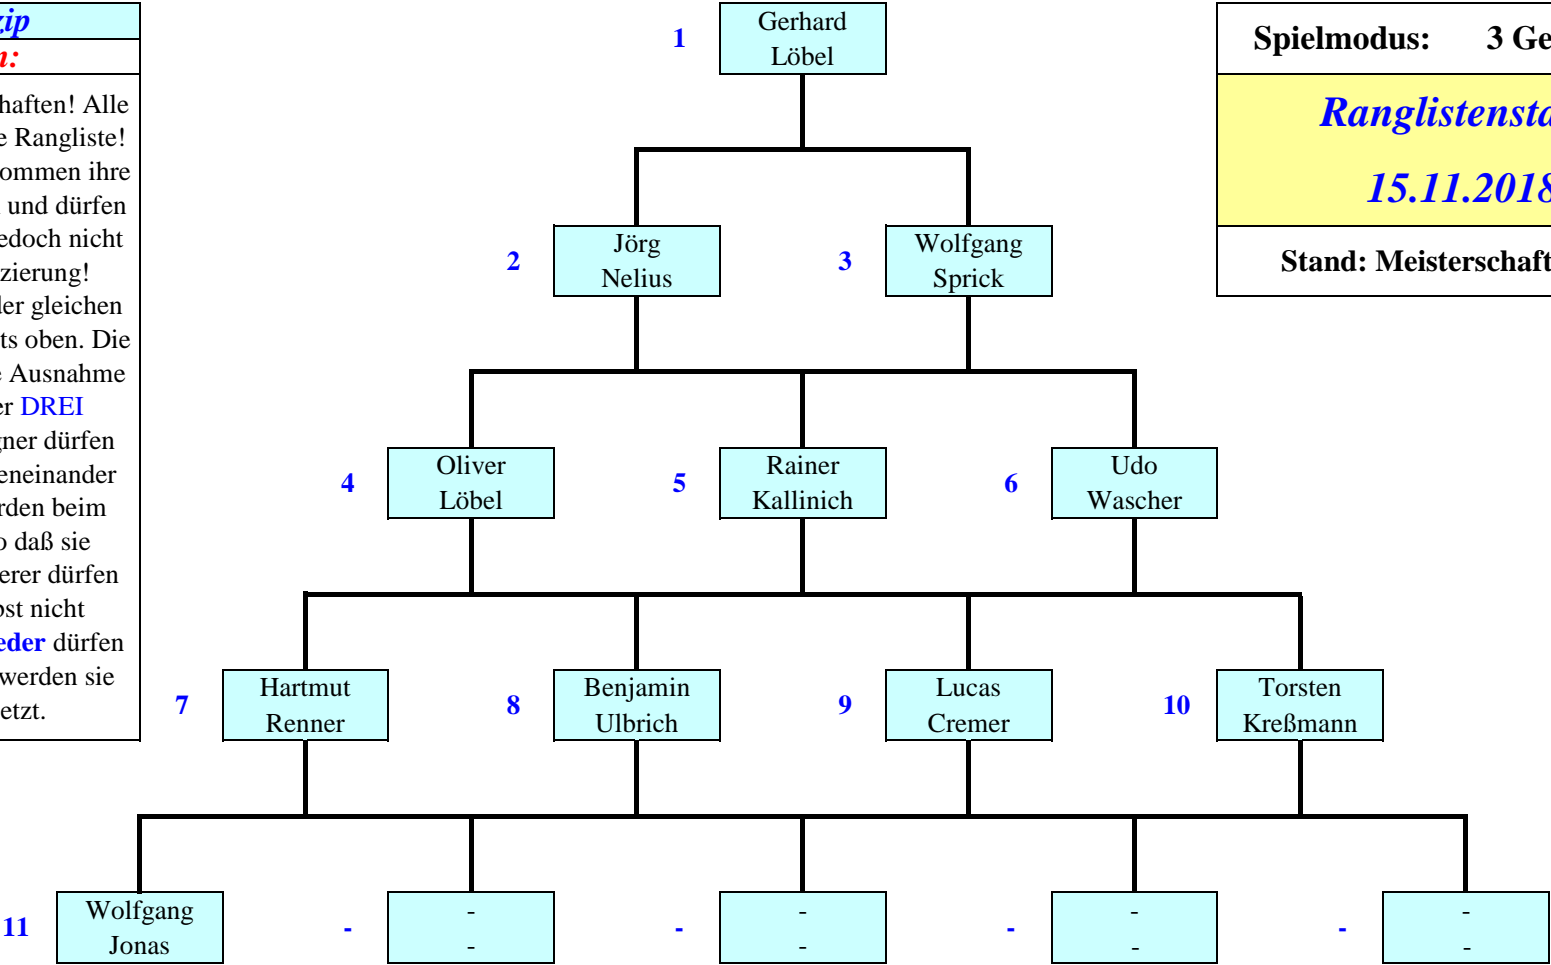 zip
n:
haften! Alle
e Rangliste!
ommen ihre
und dürfen
edoch nicht
zierung!
der gleichen
ts oben. Die
e Ausnahme
er DREI
gner dürfen
eneinander
rden beim
o daß sie
erer dürfen
bst nicht
eder dürfen
werden sie
etzt.
1
Gerhard
Löbel
Spielmodus: 3 Ge
Ranglistensta
15.11.2018
Stand: Meisterschaft
2
Jörg
Nelius
3
Wolfgang
Sprick
4
Oliver
Löbel
5
Rainer
Kallinich
6
Udo
Wascher
7
Hartmut
Renner
8
Benjamin
Ulbrich
9
Lucas
Cremer
10
Torsten
Kreßmann
11
Wolfgang
Jonas
-
-
-
-
-
-
-
-
-
-
-
-